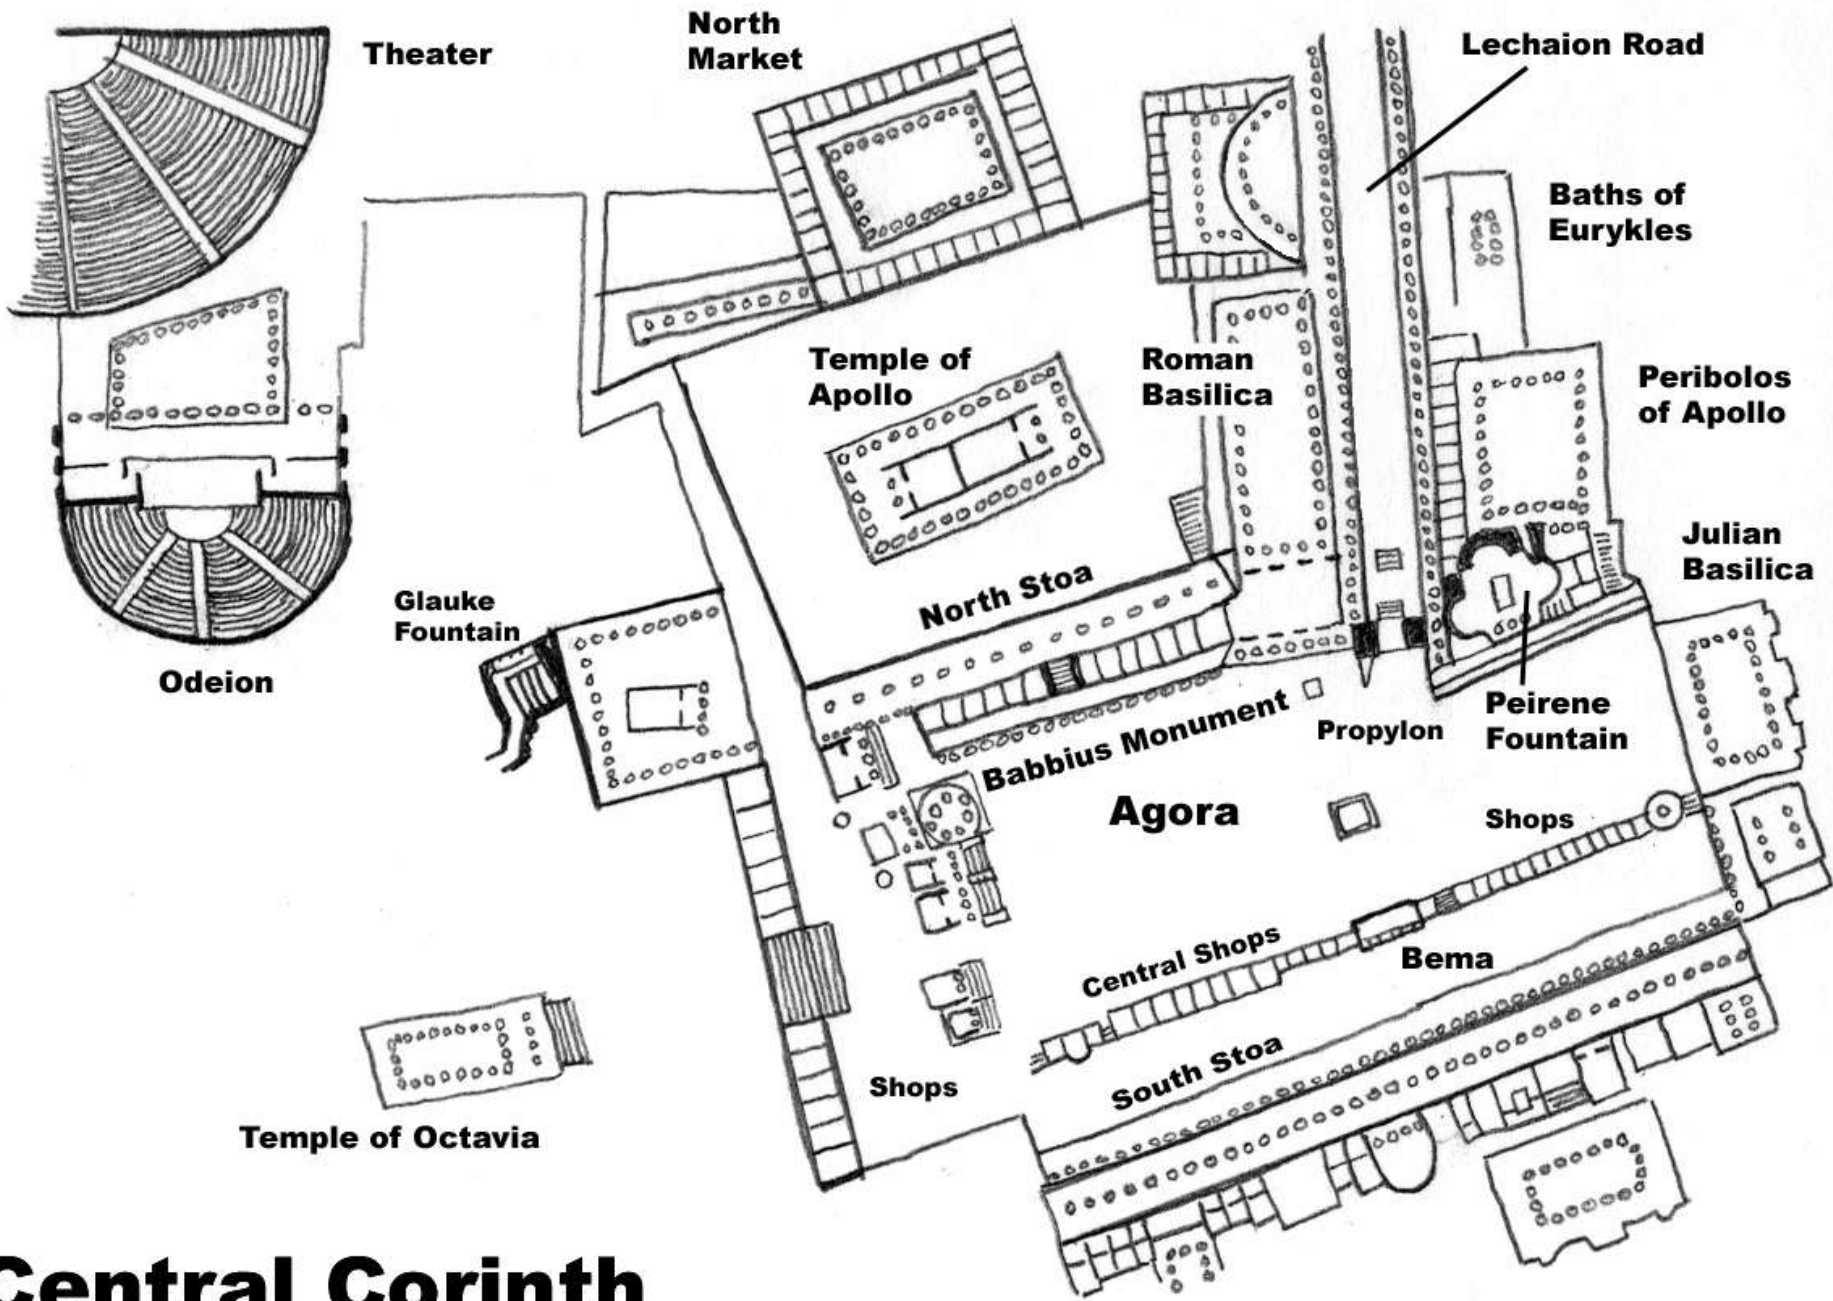 Theater
North
Market
Lechaion Road
Baths of
Eurykles
Temple of
Apollo
Roman
Basilica
Peribolos
of Apollo
Julian
Basilica
North Stoa
Glauke
Fountain
Odeion
Babbius Monument
Propylon
Peirene
Fountain
Agora
Shops
Central Shops
Bema
South Stoa
Shops
Temple of Octavia
Central Corinth